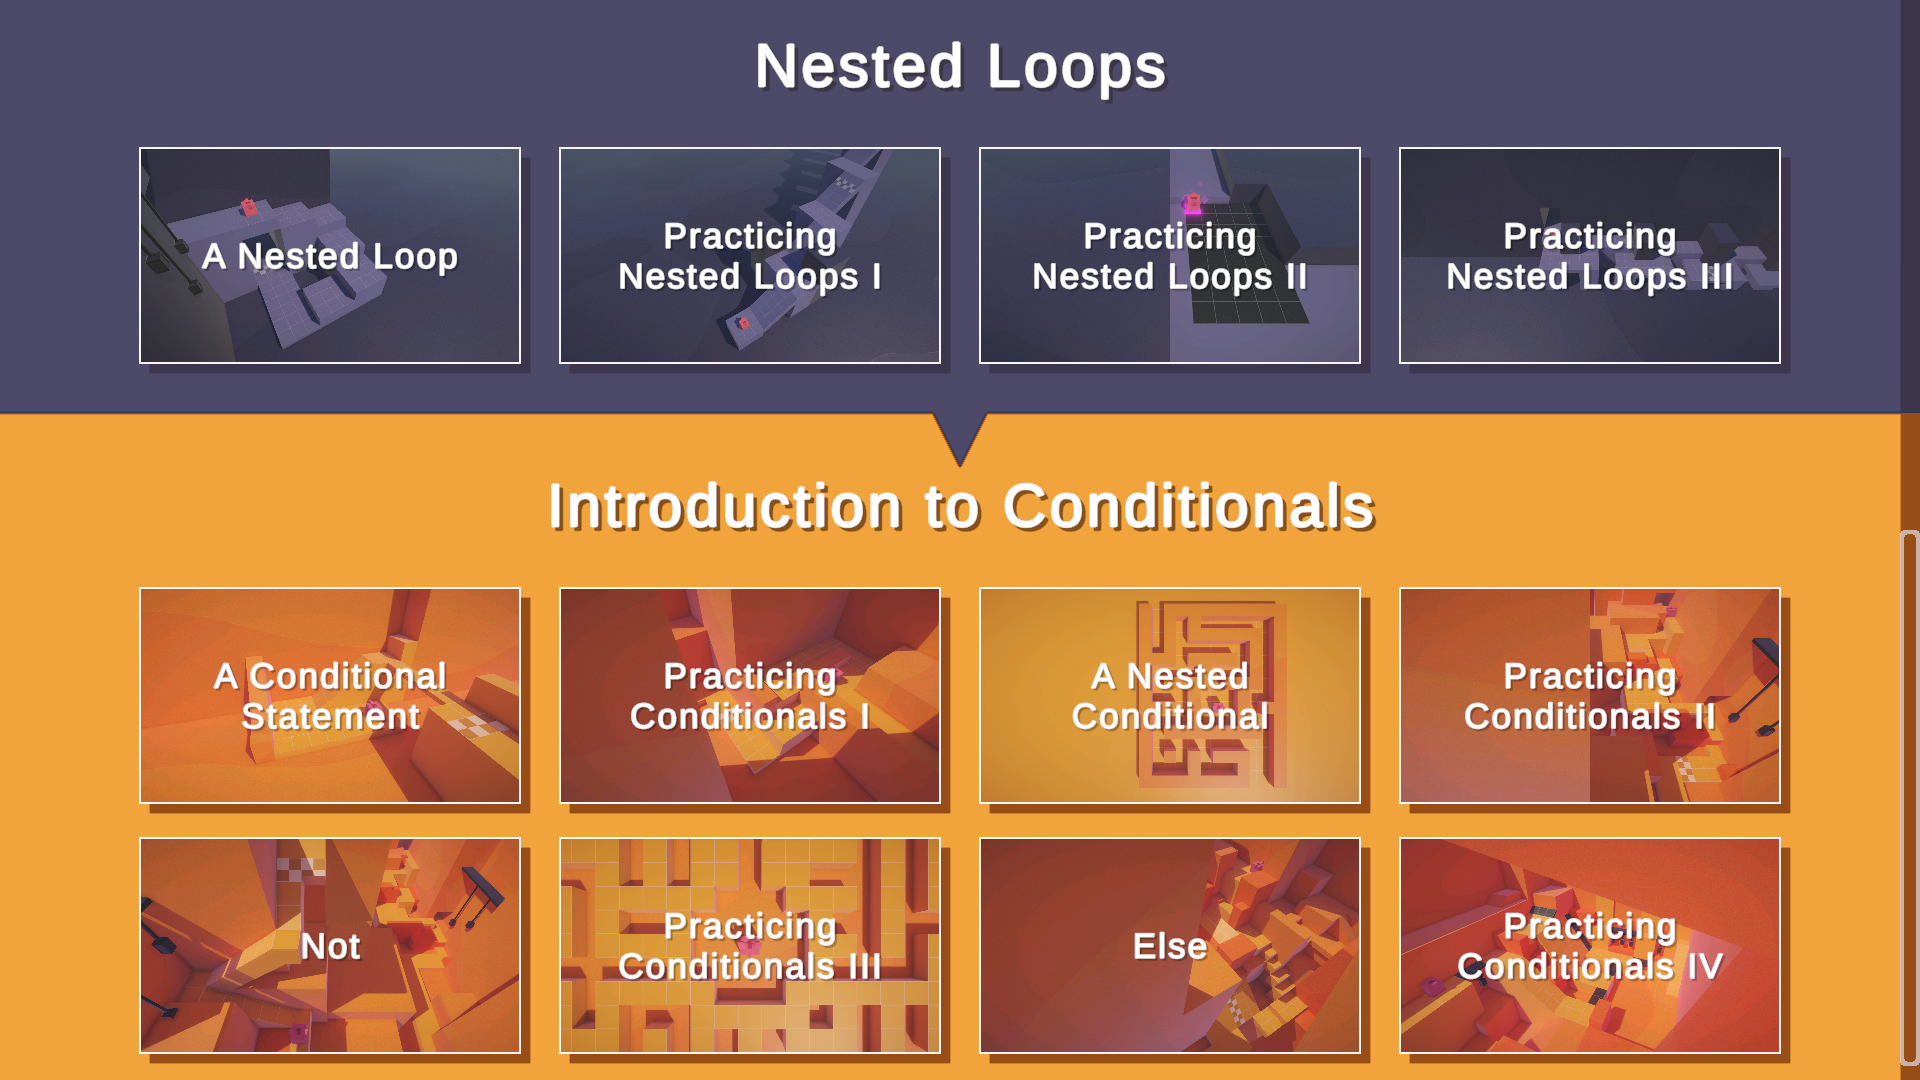 Nested Loops
A Nested Loop
Practicing
Nested Loops I
Practicing
Nested Loops II
Practicing
Nested Loops III
Introduction to Conditionals
A Conditional
Statement
Practicing
Conditionals I
A Nested
Conditional
Practicing
Conditionals II
Not
Practicing
Conditionals III
Else
Practicing
Conditionals IV